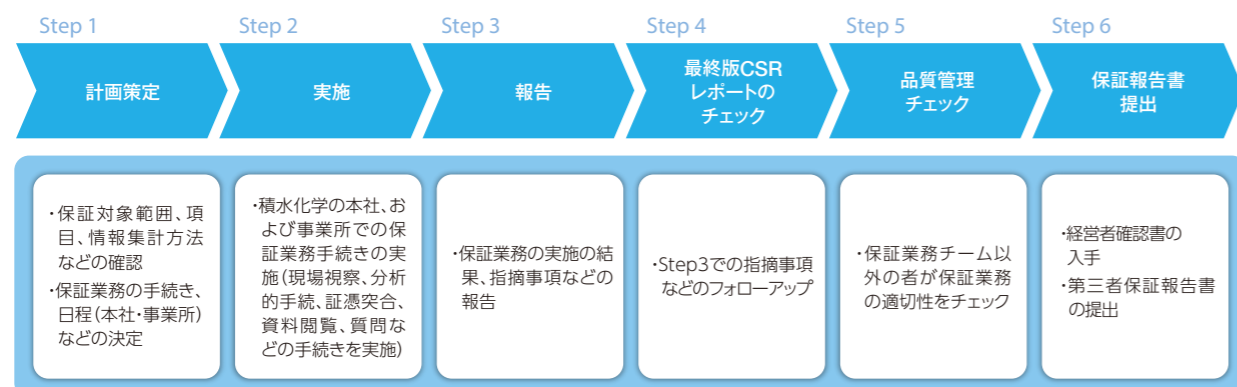 Step 1
Step 2
Step 3
Step 4
Step 5
Step 6
計画策定
実施
報告
最終版CSR
レポートの
チェック
品質管理
チェック
保証報告書
提出
・保証対象範囲、項
目、情報集計方法
などの確認
・保証業務の手続き、
日程（本社・事業所）
などの決定
・積水化学の本社、お
よび事業所での保
証業務手続きの実
施（現場視察、分析
的手続、証憑突合、
資料閲覧、質問な
どの手続きを実施）
・保証業務の実施の結
果、指摘事項などの
報告
・Step3での指摘事項
などのフォローアップ
・保証業務チーム以
外の者が保証業務
の適切性をチェック
・経営者確認書の
入手
・第三者保証報告書
の提出